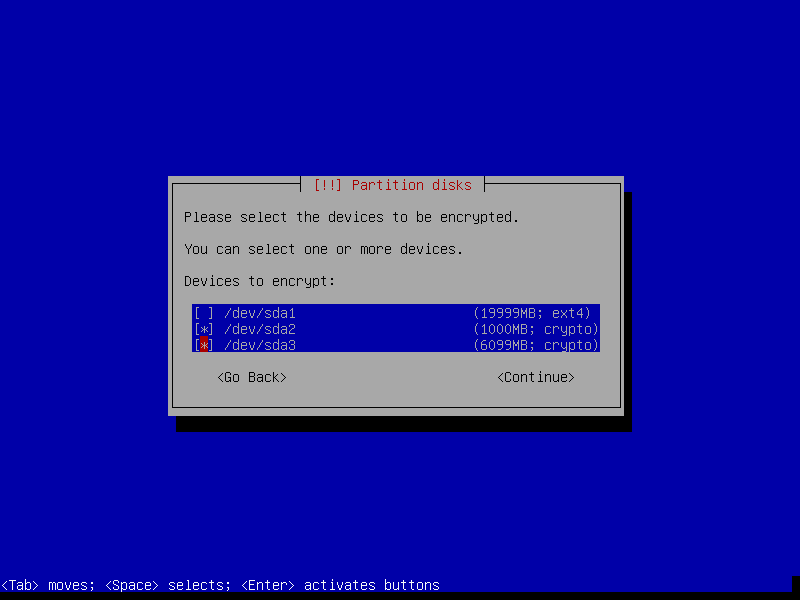 [!!] Partition disks
Please select the devices to be encrypted.
You can select one or more devices.
Devices to encrypt:
[ ] /dev/sda1 (19999MB; ext4)
[*] /dev/sda2 (1000MB; crypto)
[*] /dev/sda3 (6099MB; crypto)
<Go Back> <Continue>
<Tab> moves; <Space> selects; <Enter> activates buttons